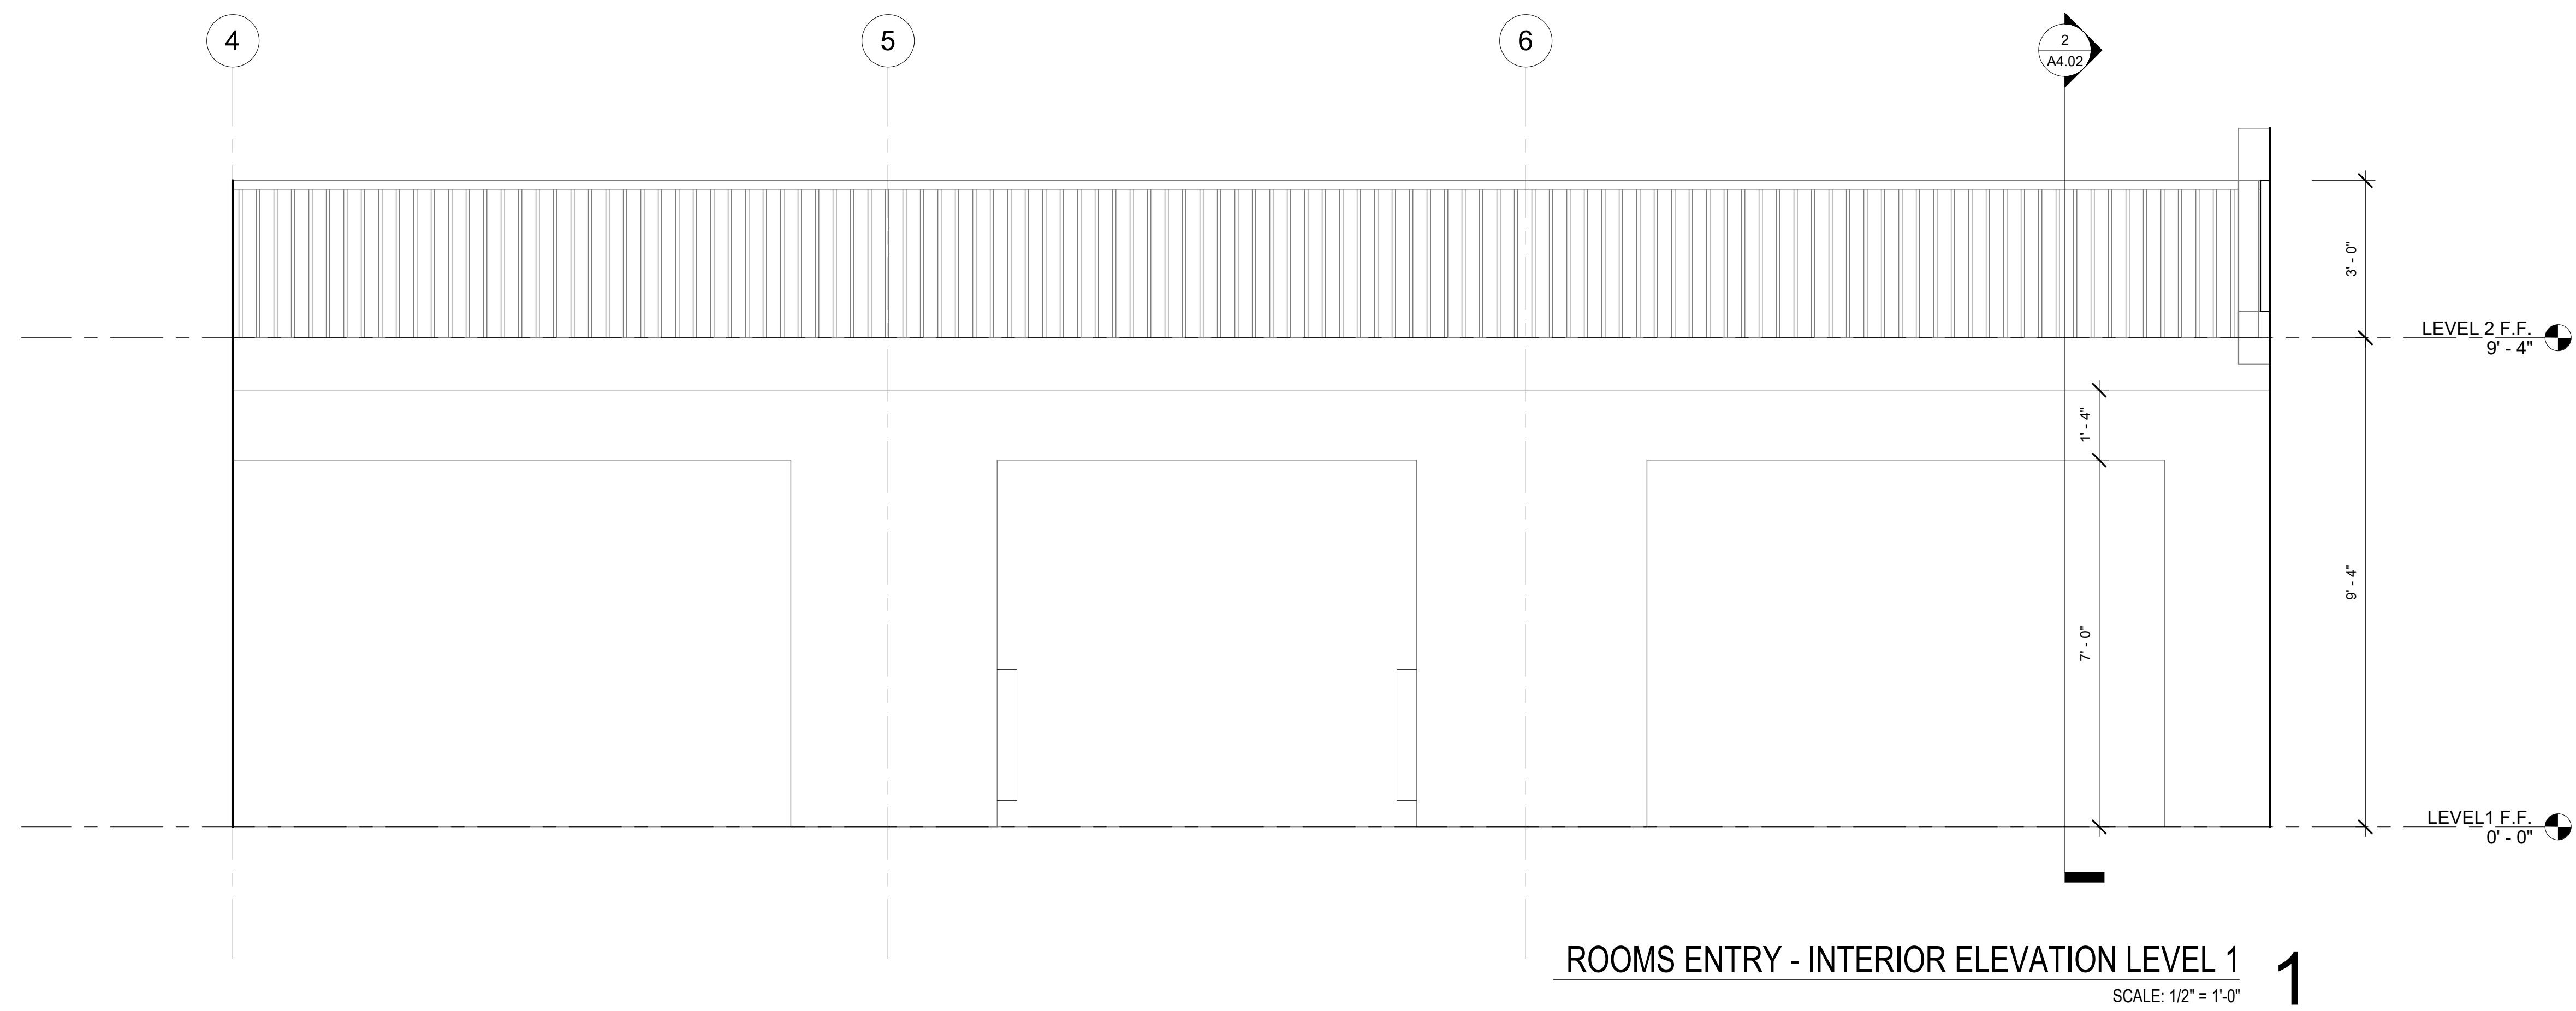 4
5
6
2
A4.02
3' - 0"
LEVEL 2 F.F.
9' - 4"
1' - 4"
9' - 4"
7' - 0"
LEVEL1 F.F.
0' - 0"
ROOMS ENTRY - INTERIOR ELEVATION LEVEL 1
1
SCALE: 1/2" = 1'-0"